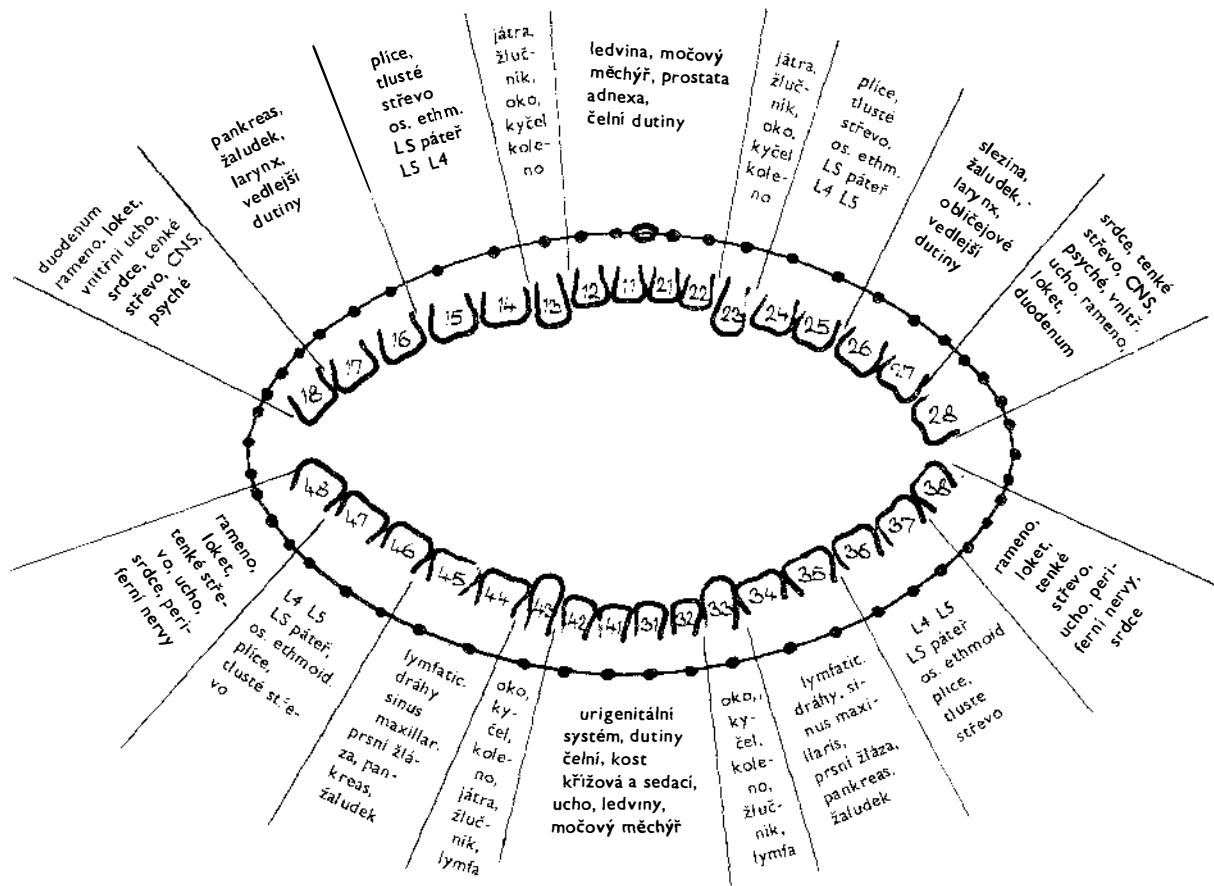 duodenum
rameno, loket,
vnitřní ucho,
srdce, tenké
střevo, CNS,
psyché
pankreas,
žaludek,
larynx,
vedlejší
dutiny
plíce,
tlusté
střevo
os. ethm.
LS páteř
L5 L4
játra,
žluč-
ník,
oko,
kyčel
kole-
no
ledvina, močový
měchýř, prostata
adnexa,
čelní dutiny
játra,
žluč-
ník,
oko,
kyčel
kole-
no
plíce,
tlusté
střevo,
os. ethm.
LS páteř
L4 L5
slezina,
žaludek,
larynx,
obličejové
vedlejší
dutiny
srdce, tenké
střevo, CNS,
psyché, vnitř.
ucho, rameno,
loket,
duodenum
18 17 16 15 14 13 12 11 21 22 23 24 25 26 27 28
48 47 46 45 44 43 42 41 31 32 33 34 35 36 37 38
rameno,
loket,
tenké stře-
vo, ucho,
srdce, peri-
ferní nervy
L4 L5
LS páteř,
os. ethmoid.
plíce,
tlusté stře-
vo
lymfatic.
dráhy
sinus
maxillar.
prsní žlá-
za, pan-
kreas,
žaludek
oko,
ky-
čel,
kole-
no,
játra,
žluč-
ník,
lymfa
urigenitální
systém, dutiny
čelní, kost
křížová a sedací,
ucho, ledviny,
močový měchýř
oko,
ky-
čel,
kole-
no,
žluč-
ník,
lymfa
lymfatic.
dráhy, si-
nus maxi-
llaris,
prsní žláza,
pankreas,
žaludek
L4 L5
LS páteř
os. ethmoid
plíce,
tluste
střevo
rameno,
loket,
tenké
střevo,
ucho, peri-
ferní nervy,
srdce